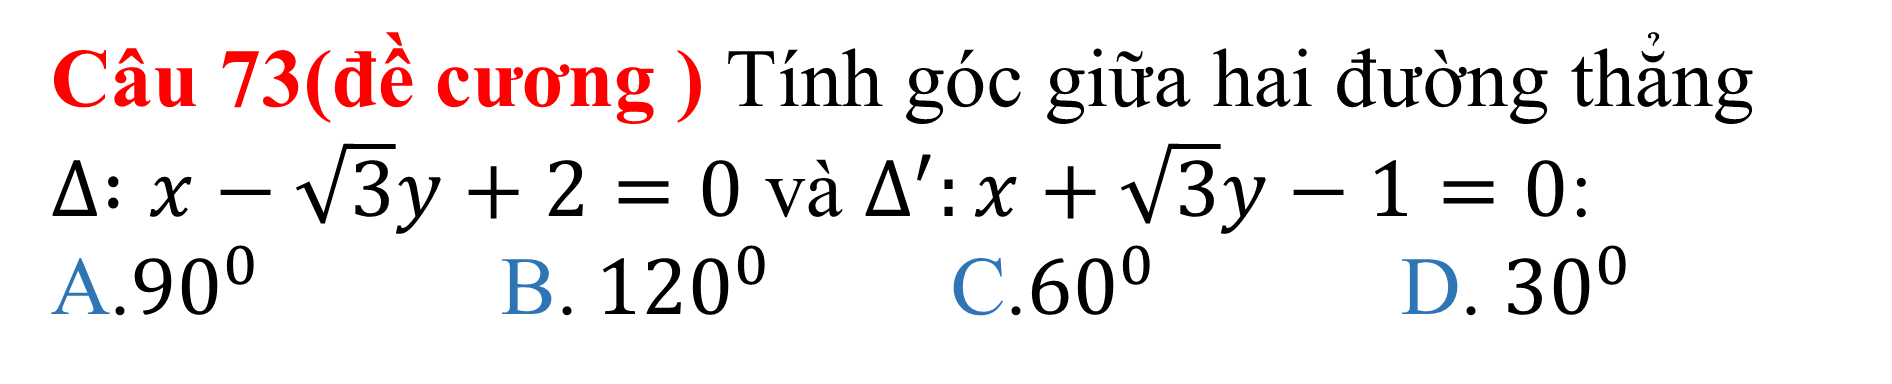 Câu 73(đề cương ) Tính góc giữa hai đường thẳng
Δ: x − √3y + 2 = 0 và Δ′: x + √3y − 1 = 0:
A.90⁰ B. 120⁰ C.60⁰ D. 30⁰